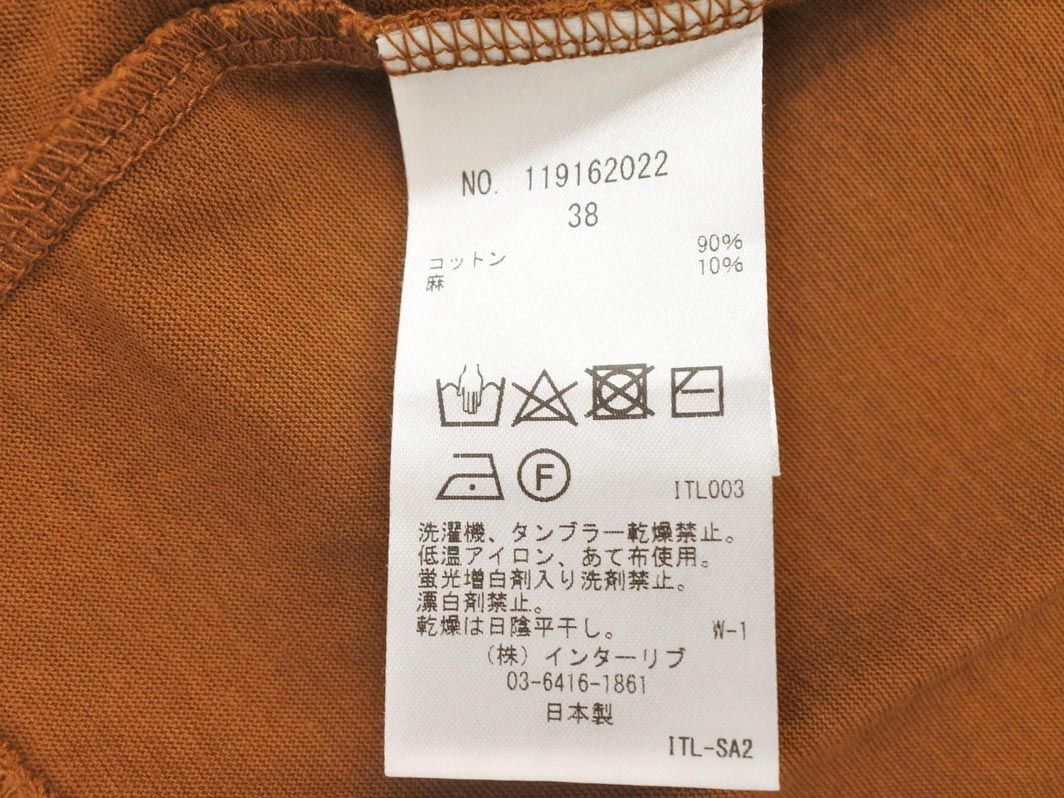 NO. 119162022
38
コットン 90%
麻 10%
F
ITL003
洗濯機、タンブラー乾燥禁止。
低温アイロン、あて布使用。
蛍光増白剤入り洗剤禁止。
漂白剤禁止。
乾燥は日陰平干し。 W-1
(株)インターリブ
03-6416-1861
日本製
ITL-SA2